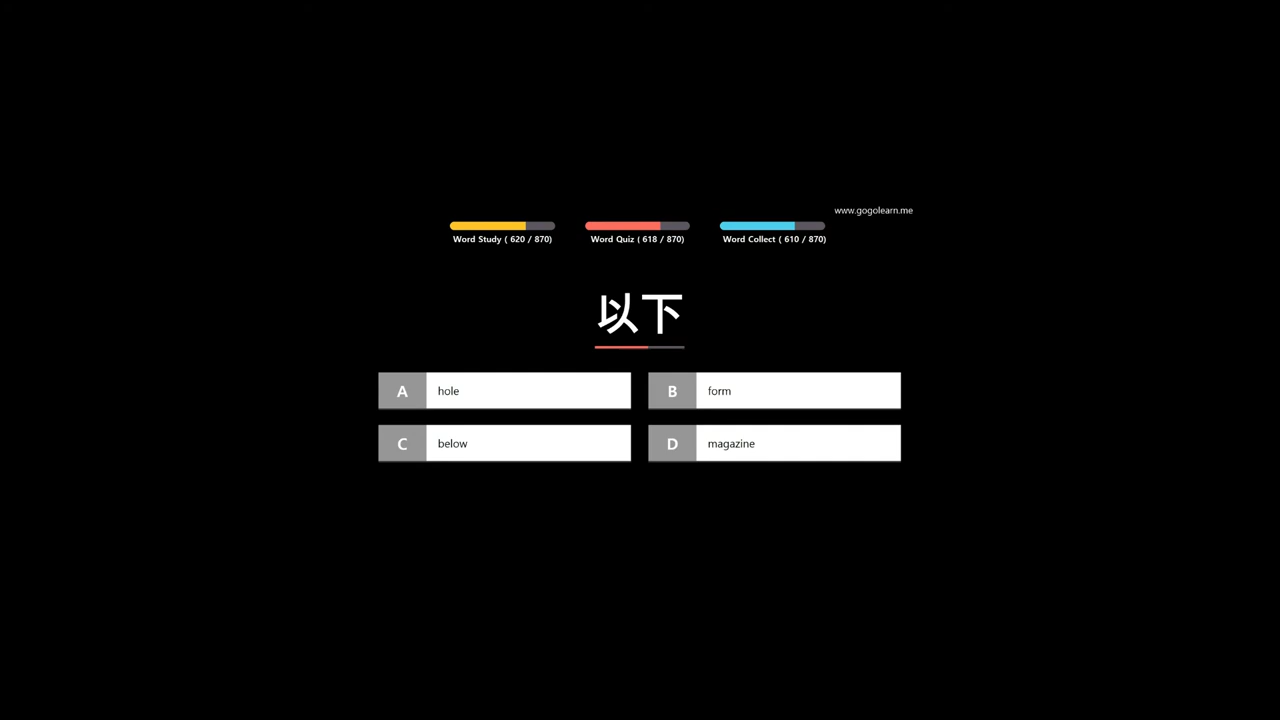 www.gogolearn.me
Word Study ( 620 / 870)
Word Quiz ( 618 / 870)
Word Collect ( 610 / 870)
以下
A hole
B form
C below
D magazine